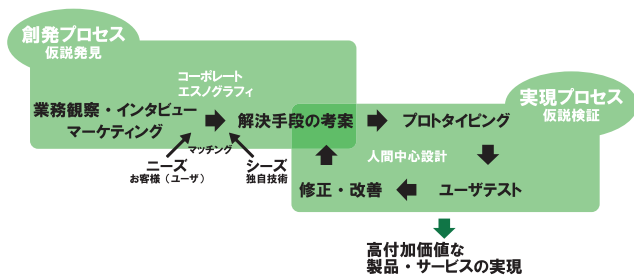 創発プロセス
仮説発見
コーポレート
エスノグラフィ
業務観察・インタビュー
マーケティング
解決手段の考案
マッチング
ニーズ
お客様(ユーザ)
シーズ
独自技術
実現プロセス
仮説検証
プロトタイピング
人間中心設計
修正・改善
ユーザテスト
高付加価値な
製品・サービスの実現